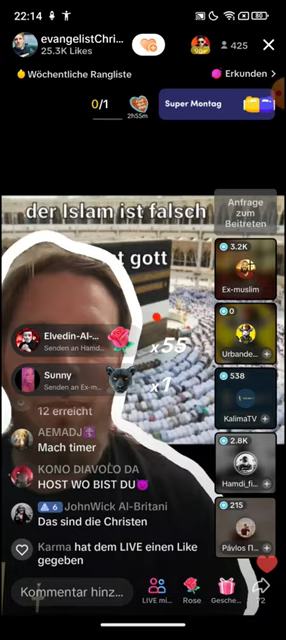 22:14
80
evangelistChri...
25.3K Likes
425
Wöchentliche Rangliste
Erkunden >
0/1
2h55m
Super Montag
der Islam ist falsch
t gott
Anfrage
zum
Beitreten
3.2K
Ex-muslim
Elvedin-Al-...
Senden an Hamd...
x55
0
Urbande...
Sunny
Senden an Ex-m...
x1
12 erreicht
538
KalimaTV
AEMADJ
Mach timer
KONO DIAVOLO DA
HOST WO BIST DU
2.8K
Hamdi_fi...
6 JohnWick Al-Britani
Das sind die Christen
215
Pávlos Π...
Karma hat dem LIVE einen Like
gegeben
Kommentar hinz...
LIVE mi...
Rose
Gesche...
72